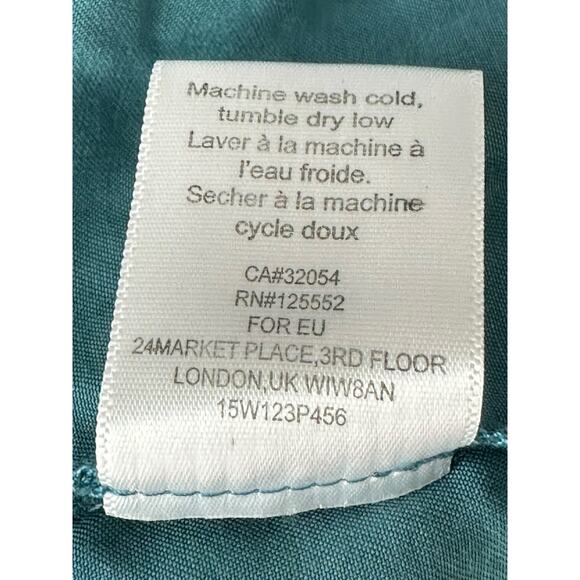 Machine wash cold,
tumble dry low
Laver à la machine à
l'eau froide.
Secher à la machine
cycle doux
CA#32054
RN#125552
FOR EU
24MARKET PLACE,3RD FLOOR
LONDON,UK WIW8AN
15W123P456